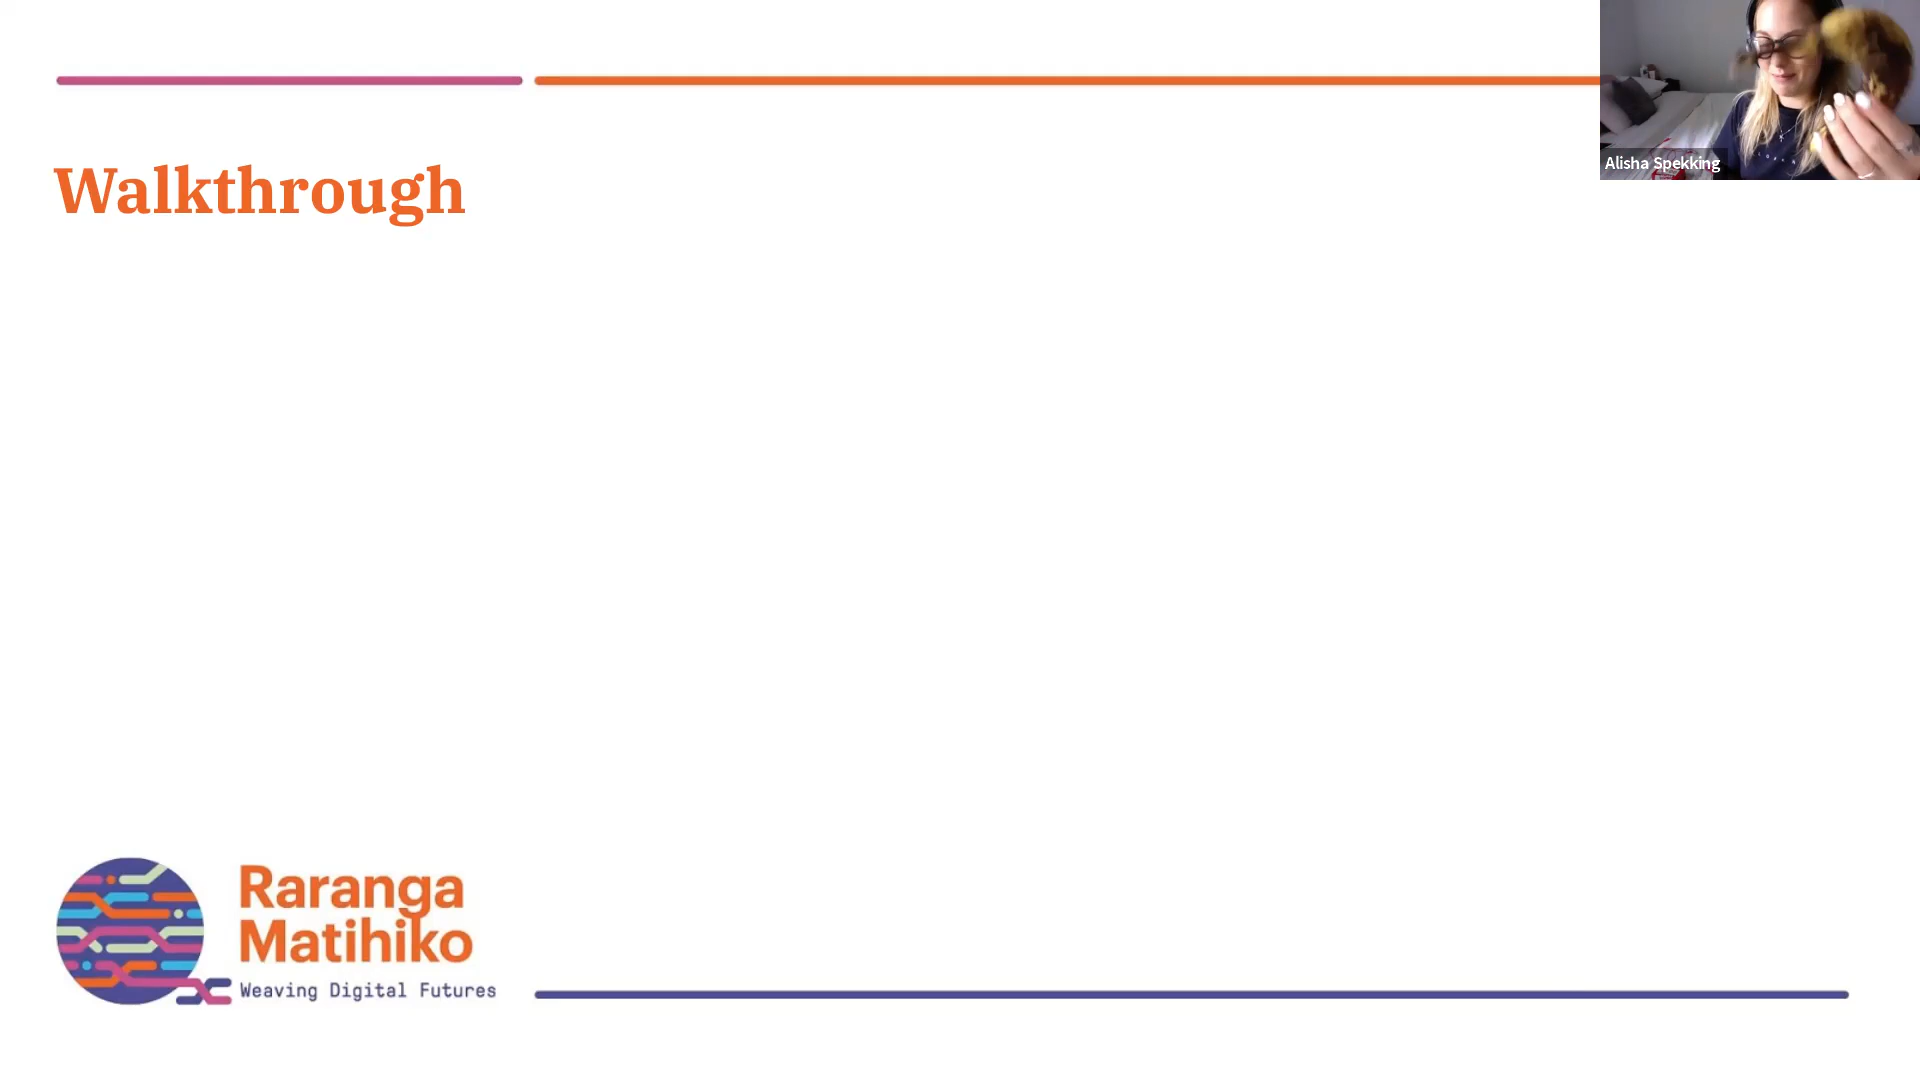 Alisha Spekking
Walkthrough
Raranga
Matihiko
Weaving Digital Futures